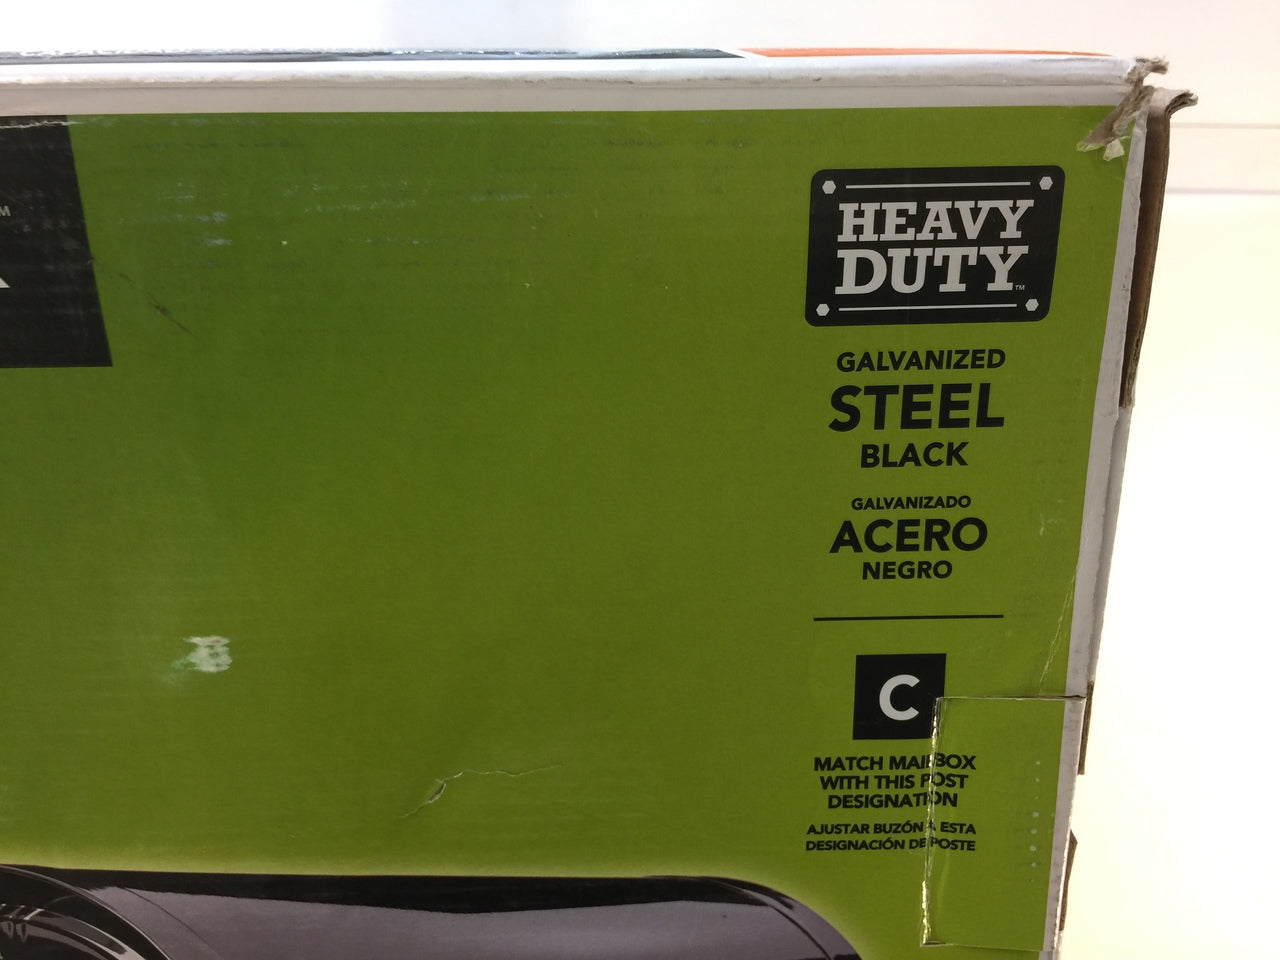 HEAVY
DUTY™
GALVANIZED
STEEL
BLACK
GALVANIZADO
ACERO
NEGRO
C
MATCH MAILBOX
WITH THIS POST
DESIGNATION
AJUSTAR BUZÓN A ESTA
DESIGNACIÓN DE POSTE